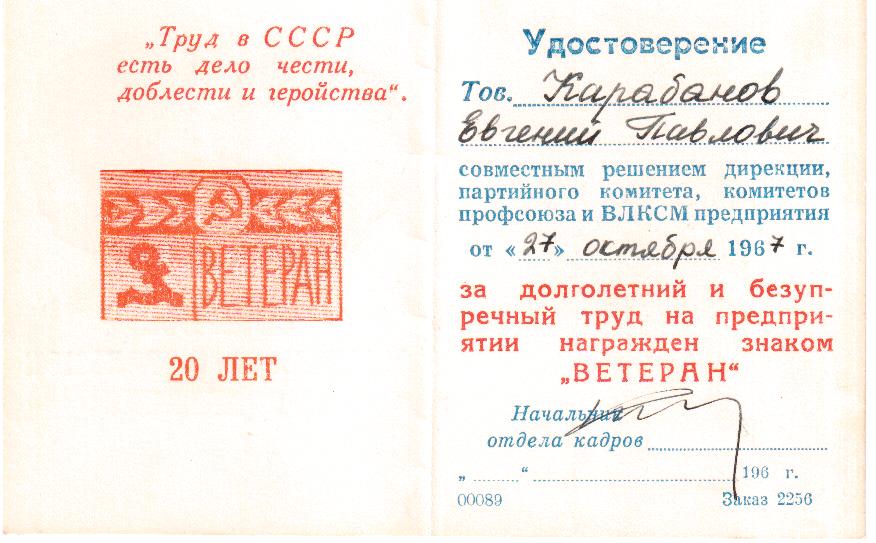 „Труд в СССР
есть дело чести,
доблести и геройства“.
ВЕТЕРАН
20 ЛЕТ
Удостоверение
Тов. Карабанов
Евгений Павлович
совместным решением дирекции,
партийного комитета, комитетов
профсоюза и ВЛКСМ предприятия
от «27» октября 1967 г.
за долголетний и безуп-
речный труд на предпри-
ятии награжден знаком
„ВЕТЕРАН“
Начальник
отдела кадров
„ “ 196 г.
00089 Заказ 2256